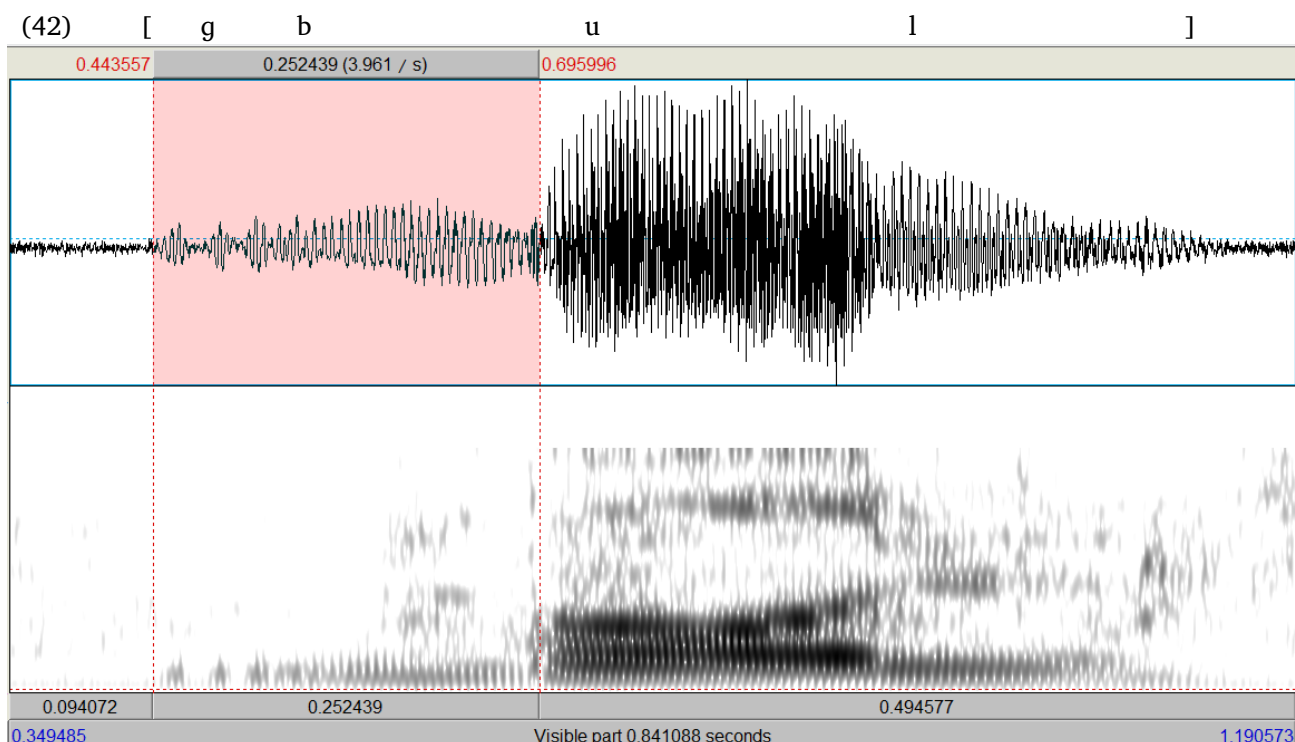 (42) [ ɡ b u l ]
0.443557 0.252439 (3.961 / s) 0.695996
0.094072 0.252439 0.494577
0.349485 Visible part 0.841088 seconds 1.190573